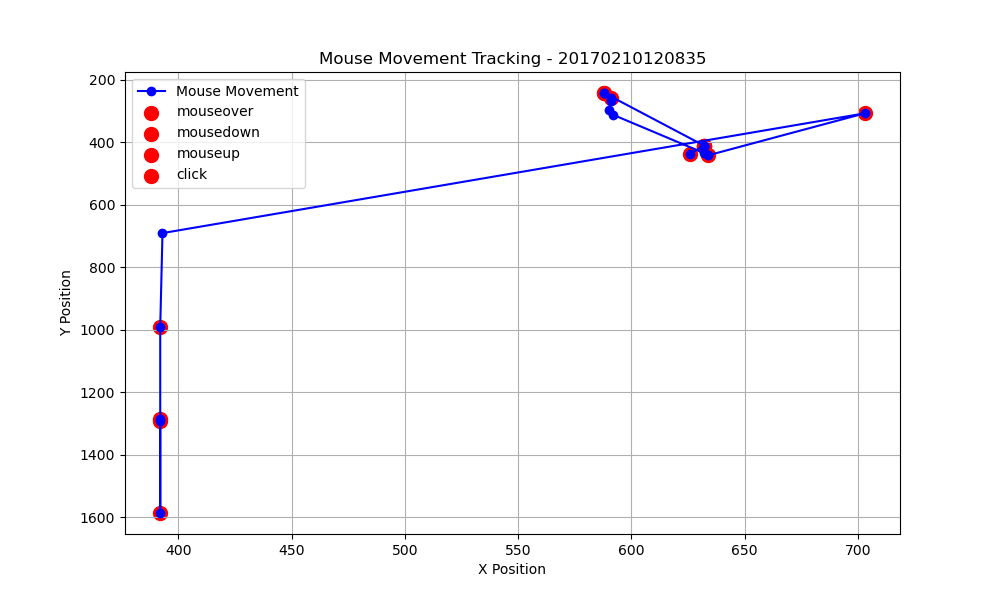 Mouse Movement Tracking - 20170210120835
Mouse Movement
mouseover
mousedown
mouseup
click
200
400
600
800
1000
1200
1400
1600
Y Position
400
450
500
550
600
650
700
X Position